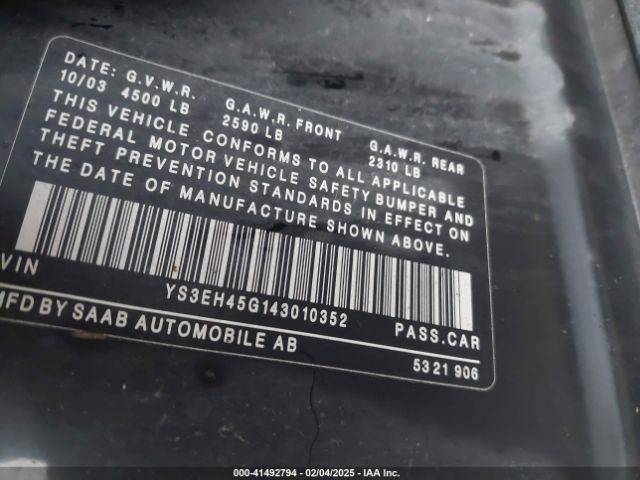 DATE: G.V.W.R. G.A.W.R. FRONT G.A.W.R. REAR
10/03 4500 LB 2590 LB 2310 LB
THIS VEHICLE CONFORMS TO ALL APPLICABLE
FEDERAL MOTOR VEHICLE SAFETY BUMPER AND
THEFT PREVENTION STANDARDS IN EFFECT ON
THE DATE OF MANUFACTURE SHOWN ABOVE.
VIN YS3EH45G143010352 PASS.CAR
MFD BY SAAB AUTOMOBILE AB 5321906
000-41492794 - 02/04/2025 - IAA Inc.